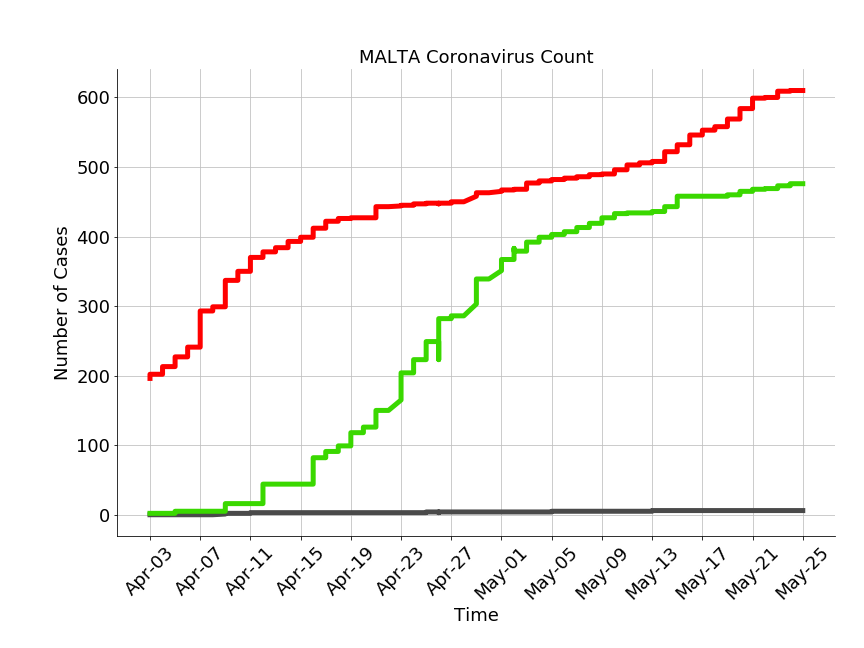 MALTA Coronavirus Count
600
500
400
300
200
100
0
Number of Cases
Apr-03
Apr-07
Apr-11
Apr-15
Apr-19
Apr-23
Apr-27
May-01
May-05
May-09
May-13
May-17
May-21
May-25
Time